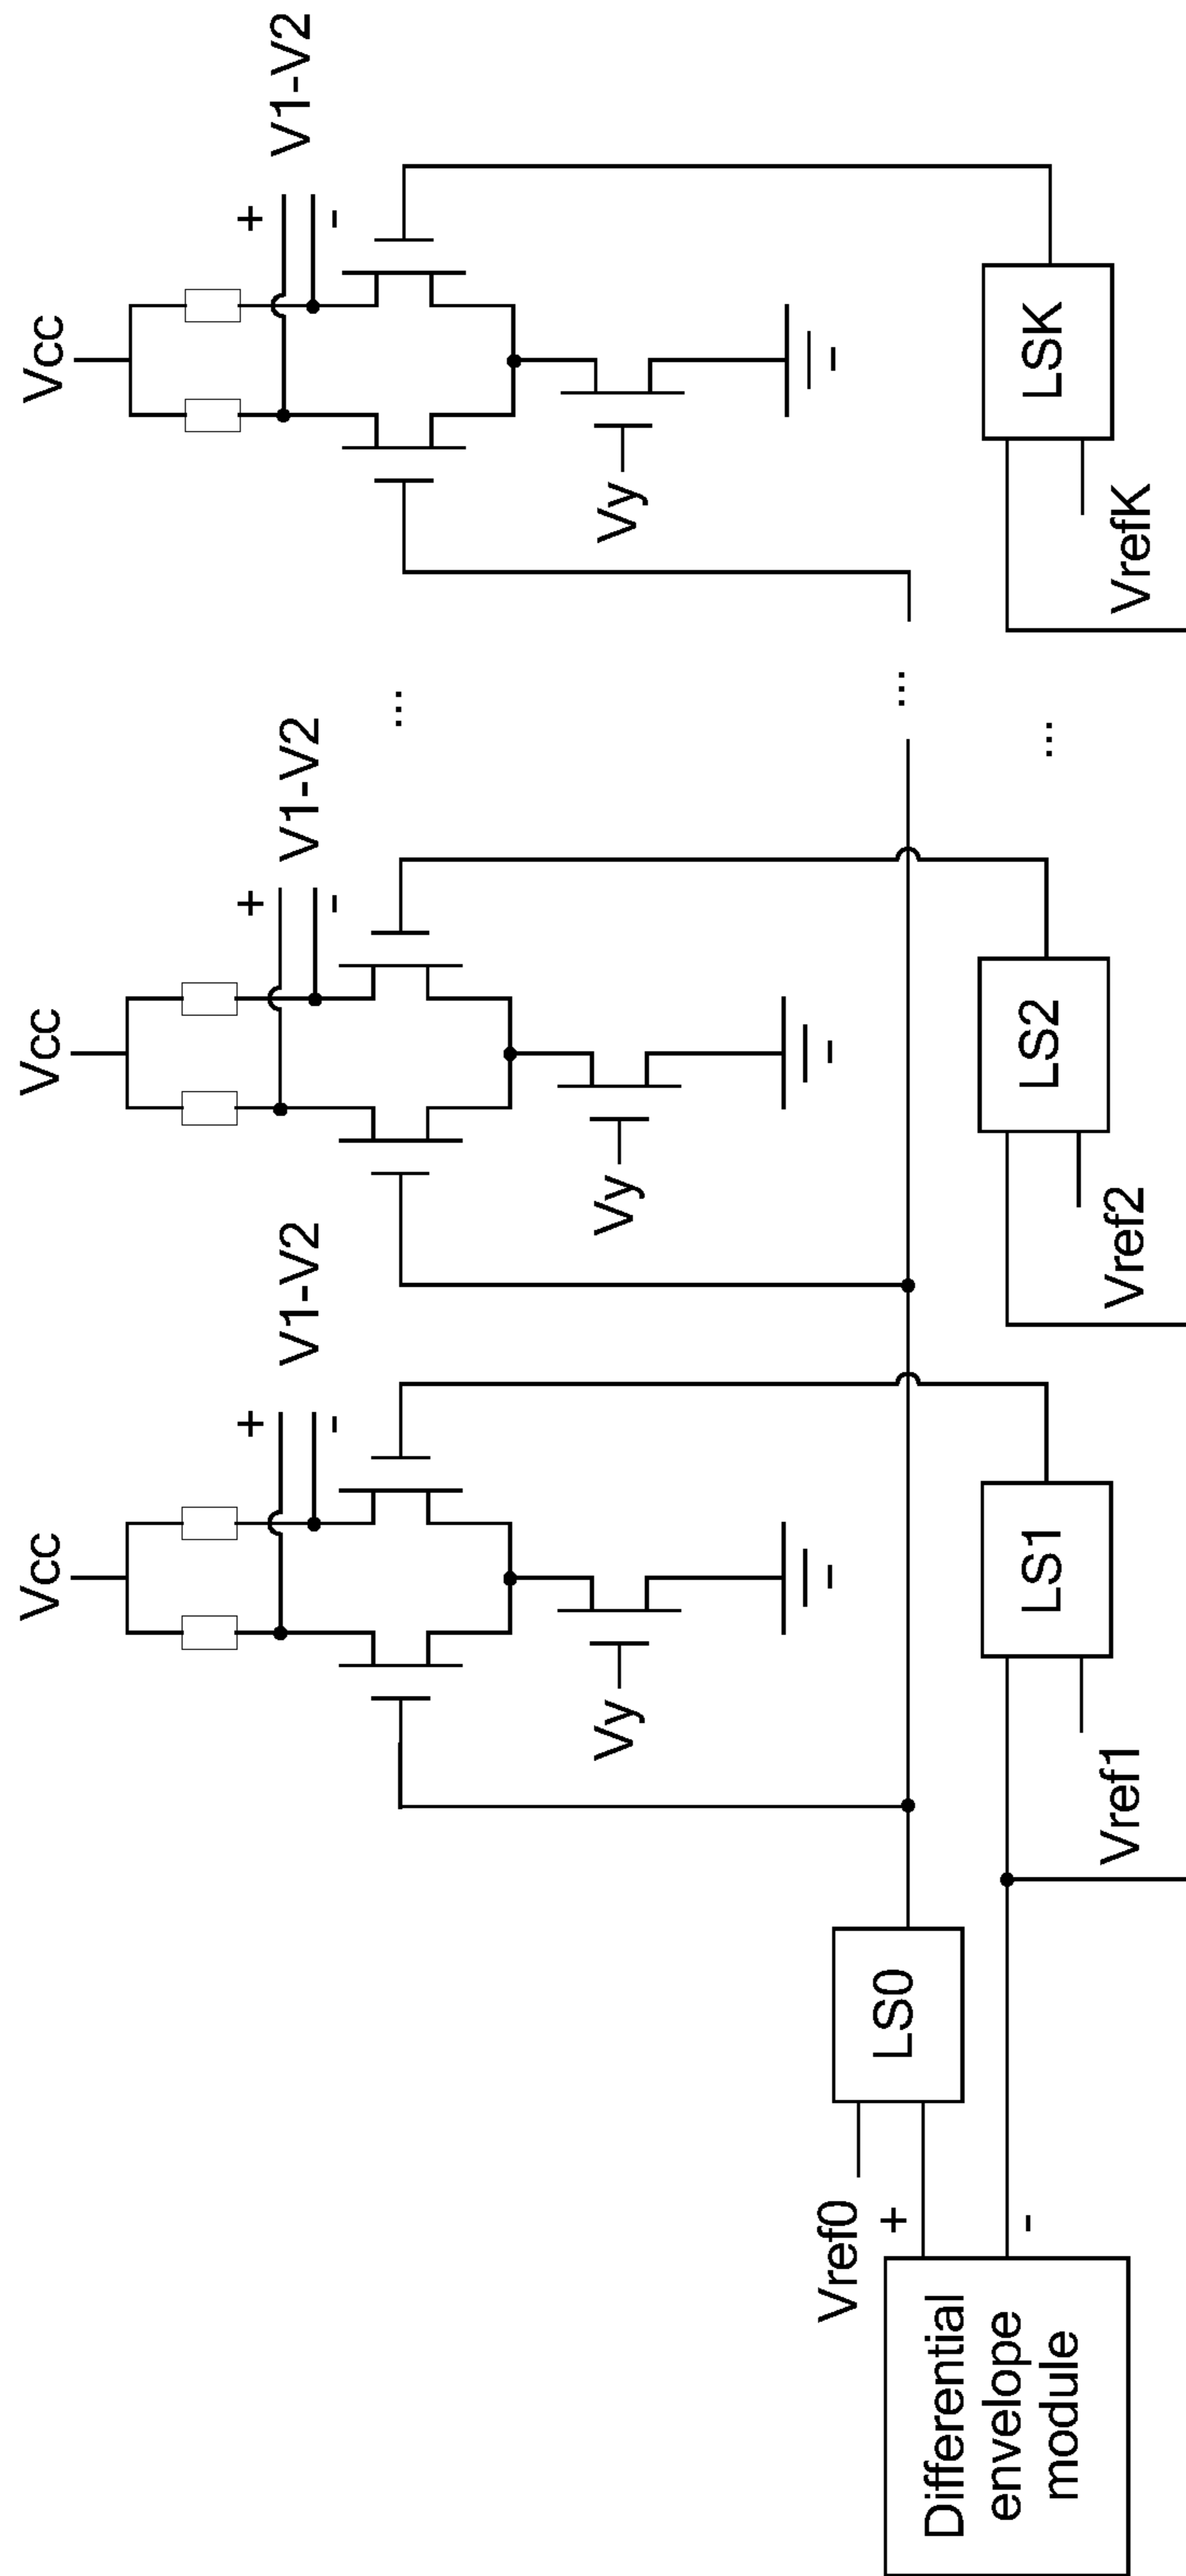 Vcc
Vcc
Vcc
+
V1-V2
-
+
V1-V2
-
+
V1-V2
-
...
Vy
Vy
Vy
...
Vref0
LS0
+
Differential
envelope
module
-
LS1
LS2
...
LSK
Vref1
Vref2
VrefK